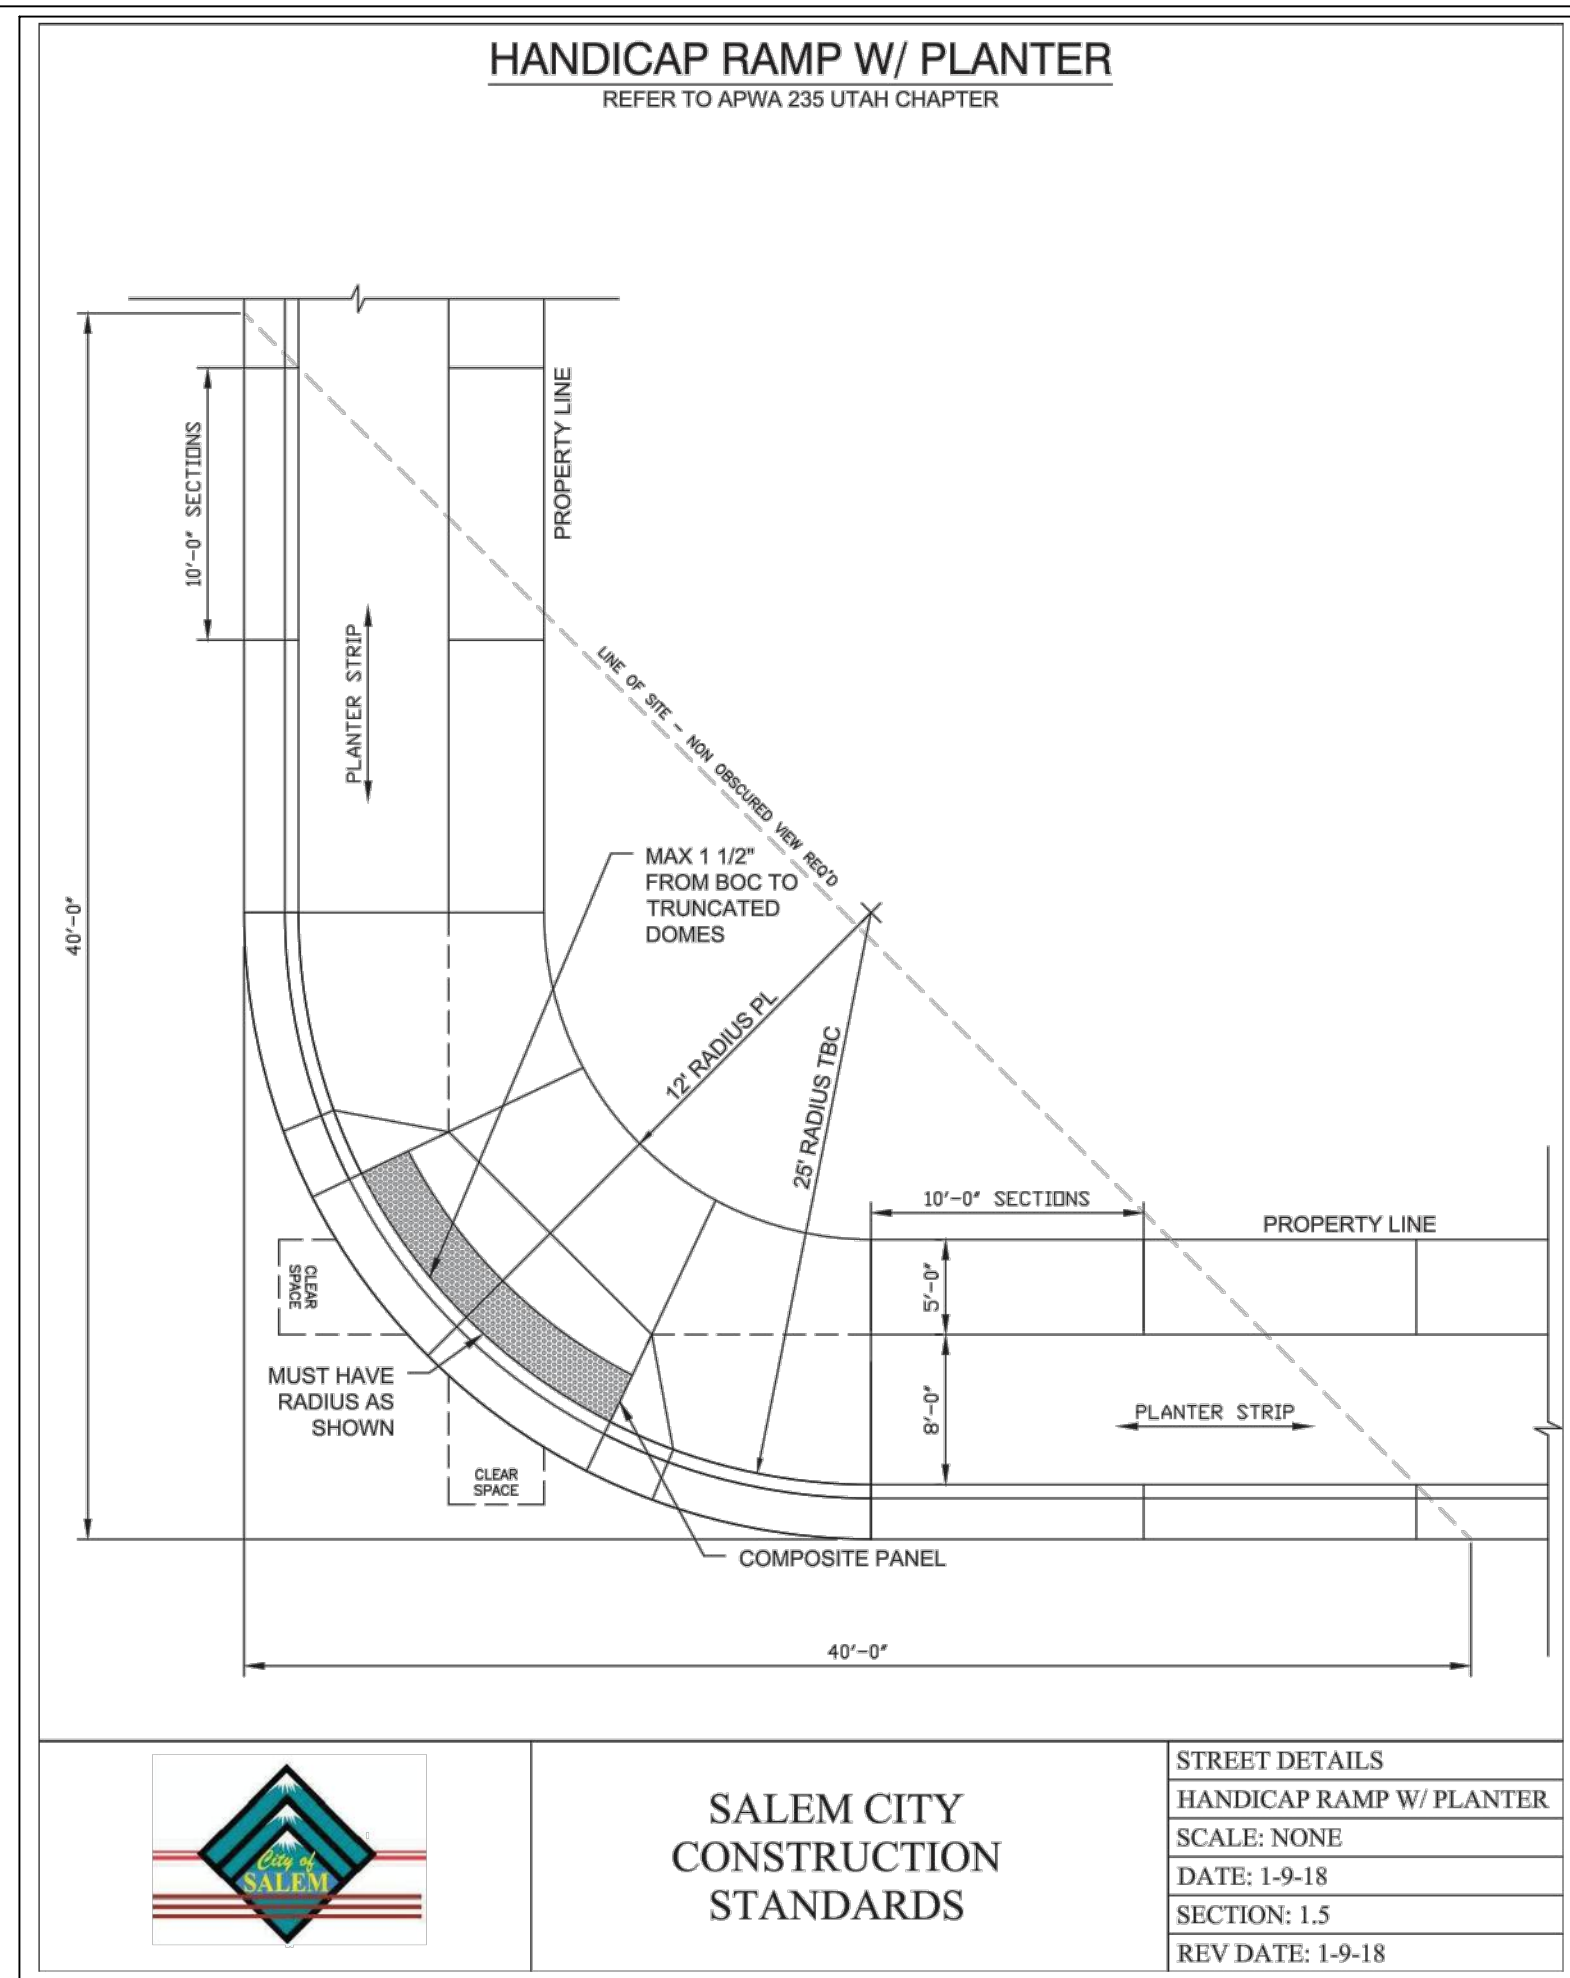 HANDICAP RAMP W/ PLANTER
REFER TO APWA 235 UTAH CHAPTER
PROPERTY LINE
10'-0" SECTIONS
PLANTER STRIP
LINE OF SITE - NON OBSCURED VIEW REQ'D
MAX 1 1/2"
FROM BOC TO
TRUNCATED
DOMES
40'-0"
12' RADIUS PL
25' RADIUS TBC
10'-0" SECTIONS
PROPERTY LINE
5'-0"
CLEAR
SPACE
MUST HAVE
RADIUS AS
SHOWN
8'-0"
PLANTER STRIP
CLEAR
SPACE
COMPOSITE PANEL
40'-0"
City of
SALEM
SALEM CITY
CONSTRUCTION
STANDARDS
STREET DETAILS
HANDICAP RAMP W/ PLANTER
SCALE: NONE
DATE: 1-9-18
SECTION: 1.5
REV DATE: 1-9-18